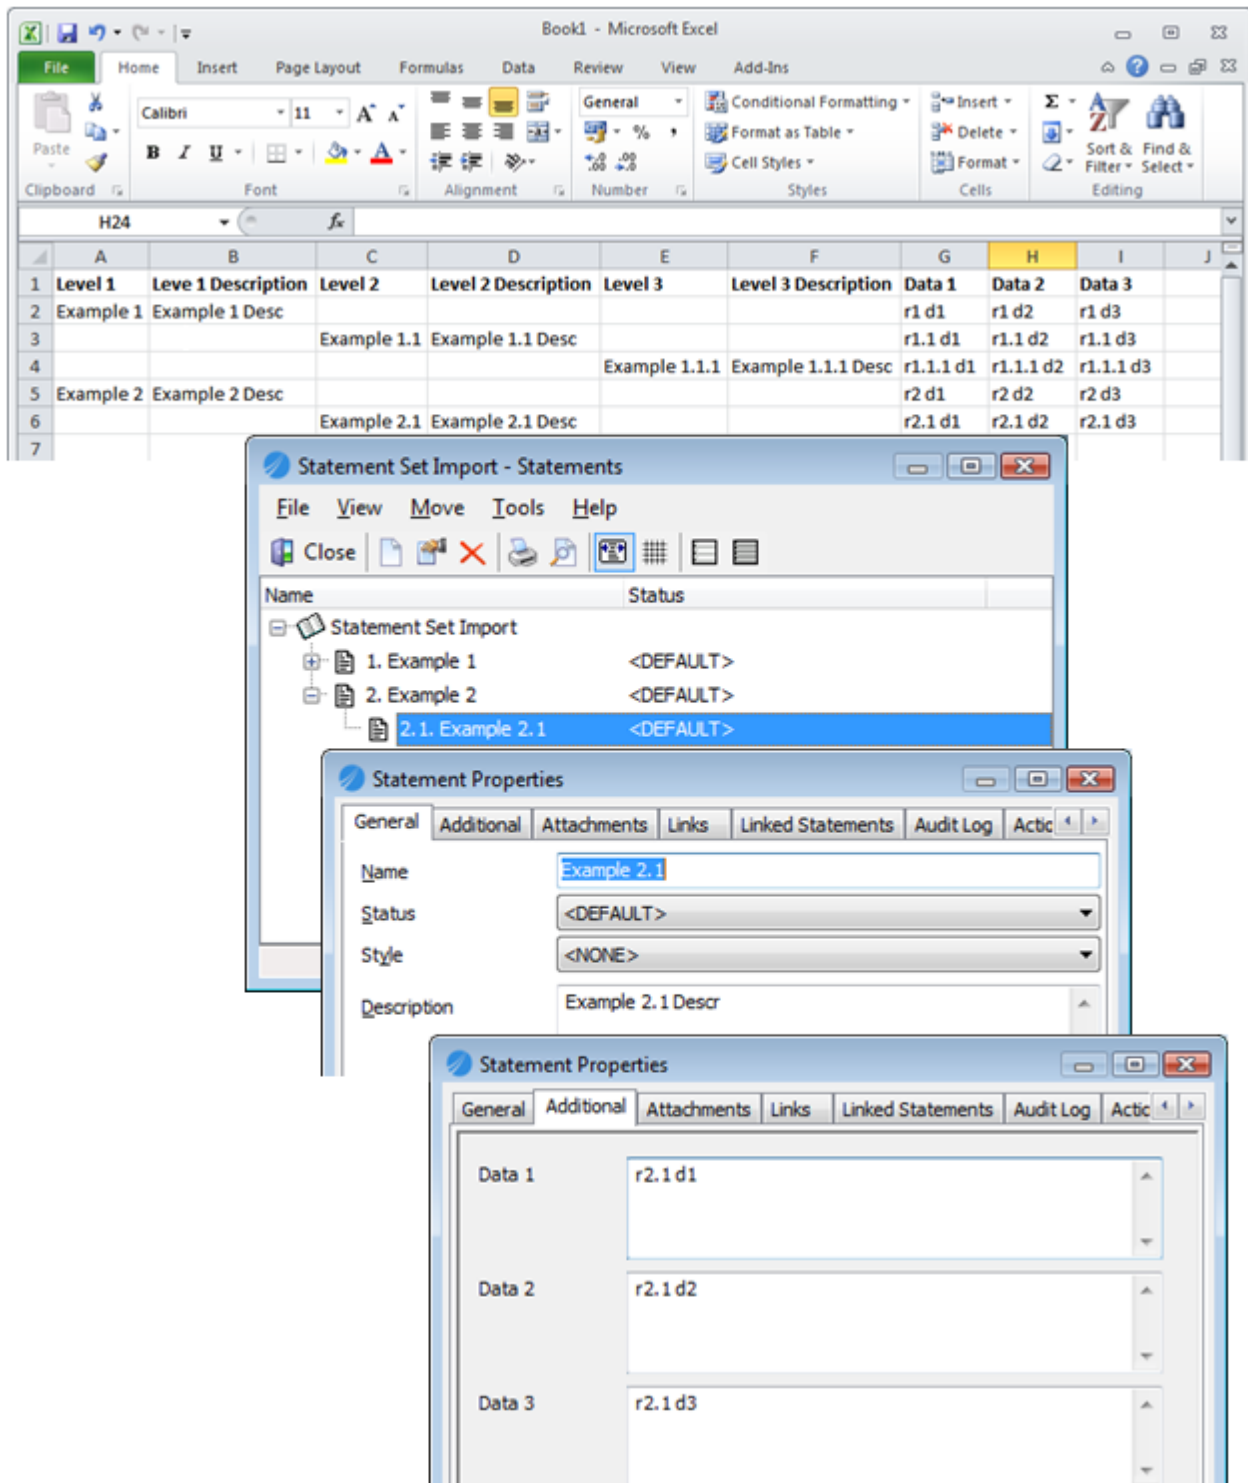 Book1 - Microsoft Excel
File Home Insert Page Layout Formulas Data Review View Add-Ins
Calibri 11 A A General Conditional Formatting Insert Σ
Paste % , Format as Table Delete Sort & Find &
B I U A .0 .00 .00 .0 Cell Styles Format Filter Select
Clipboard Font Alignment Number Styles Cells Editing
H24 fx
A B C D E F G H I J
1 Level 1 Leve 1 Description Level 2 Level 2 Description Level 3 Level 3 Description Data 1 Data 2 Data 3
2 Example 1 Example 1 Desc r1 d1 r1 d2 r1 d3
3 Example 1.1 Example 1.1 Desc r1.1 d1 r1.1 d2 r1.1 d3
4 Example 1.1.1 Example 1.1.1 Desc r1.1.1 d1 r1.1.1 d2 r1.1.1 d3
5 Example 2 Example 2 Desc r2 d1 r2 d2 r2 d3
6 Example 2.1 Example 2.1 Desc r2.1 d1 r2.1 d2 r2.1 d3
7
Statement Set Import - Statements
File View Move Tools Help
Close
Name Status
Statement Set Import
1. Example 1 <DEFAULT>
2. Example 2 <DEFAULT>
2.1. Example 2.1 <DEFAULT>
Statement Properties
General Additional Attachments Links Linked Statements Audit Log Actic
Name Example 2.1
Status <DEFAULT>
Style <NONE>
Description Example 2.1 Descr
Statement Properties
General Additional Attachments Links Linked Statements Audit Log Actic
Data 1 r2.1 d1
Data 2 r2.1 d2
Data 3 r2.1 d3